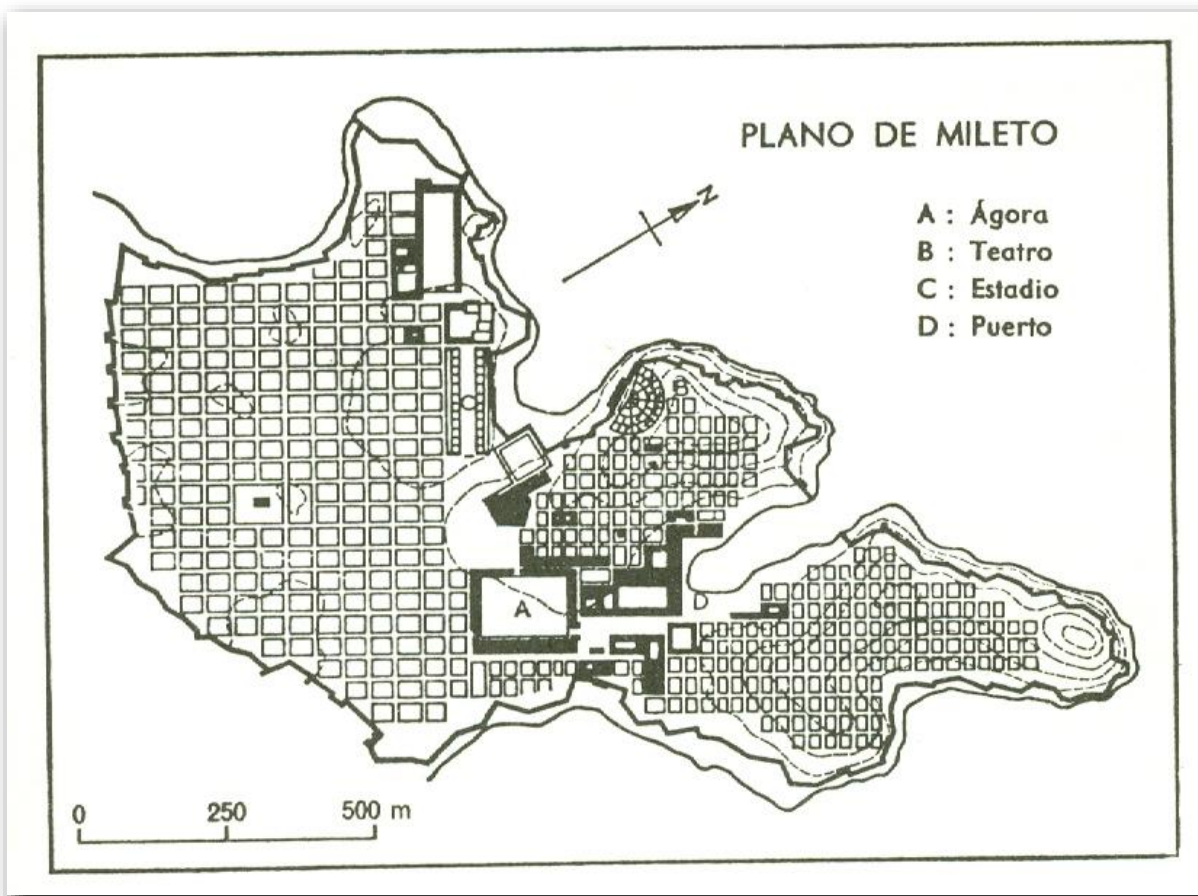 PLANO DE MILETO
N
A : Ágora
B : Teatro
C : Estadio
D : Puerto
B
A
D
0 250 500 m